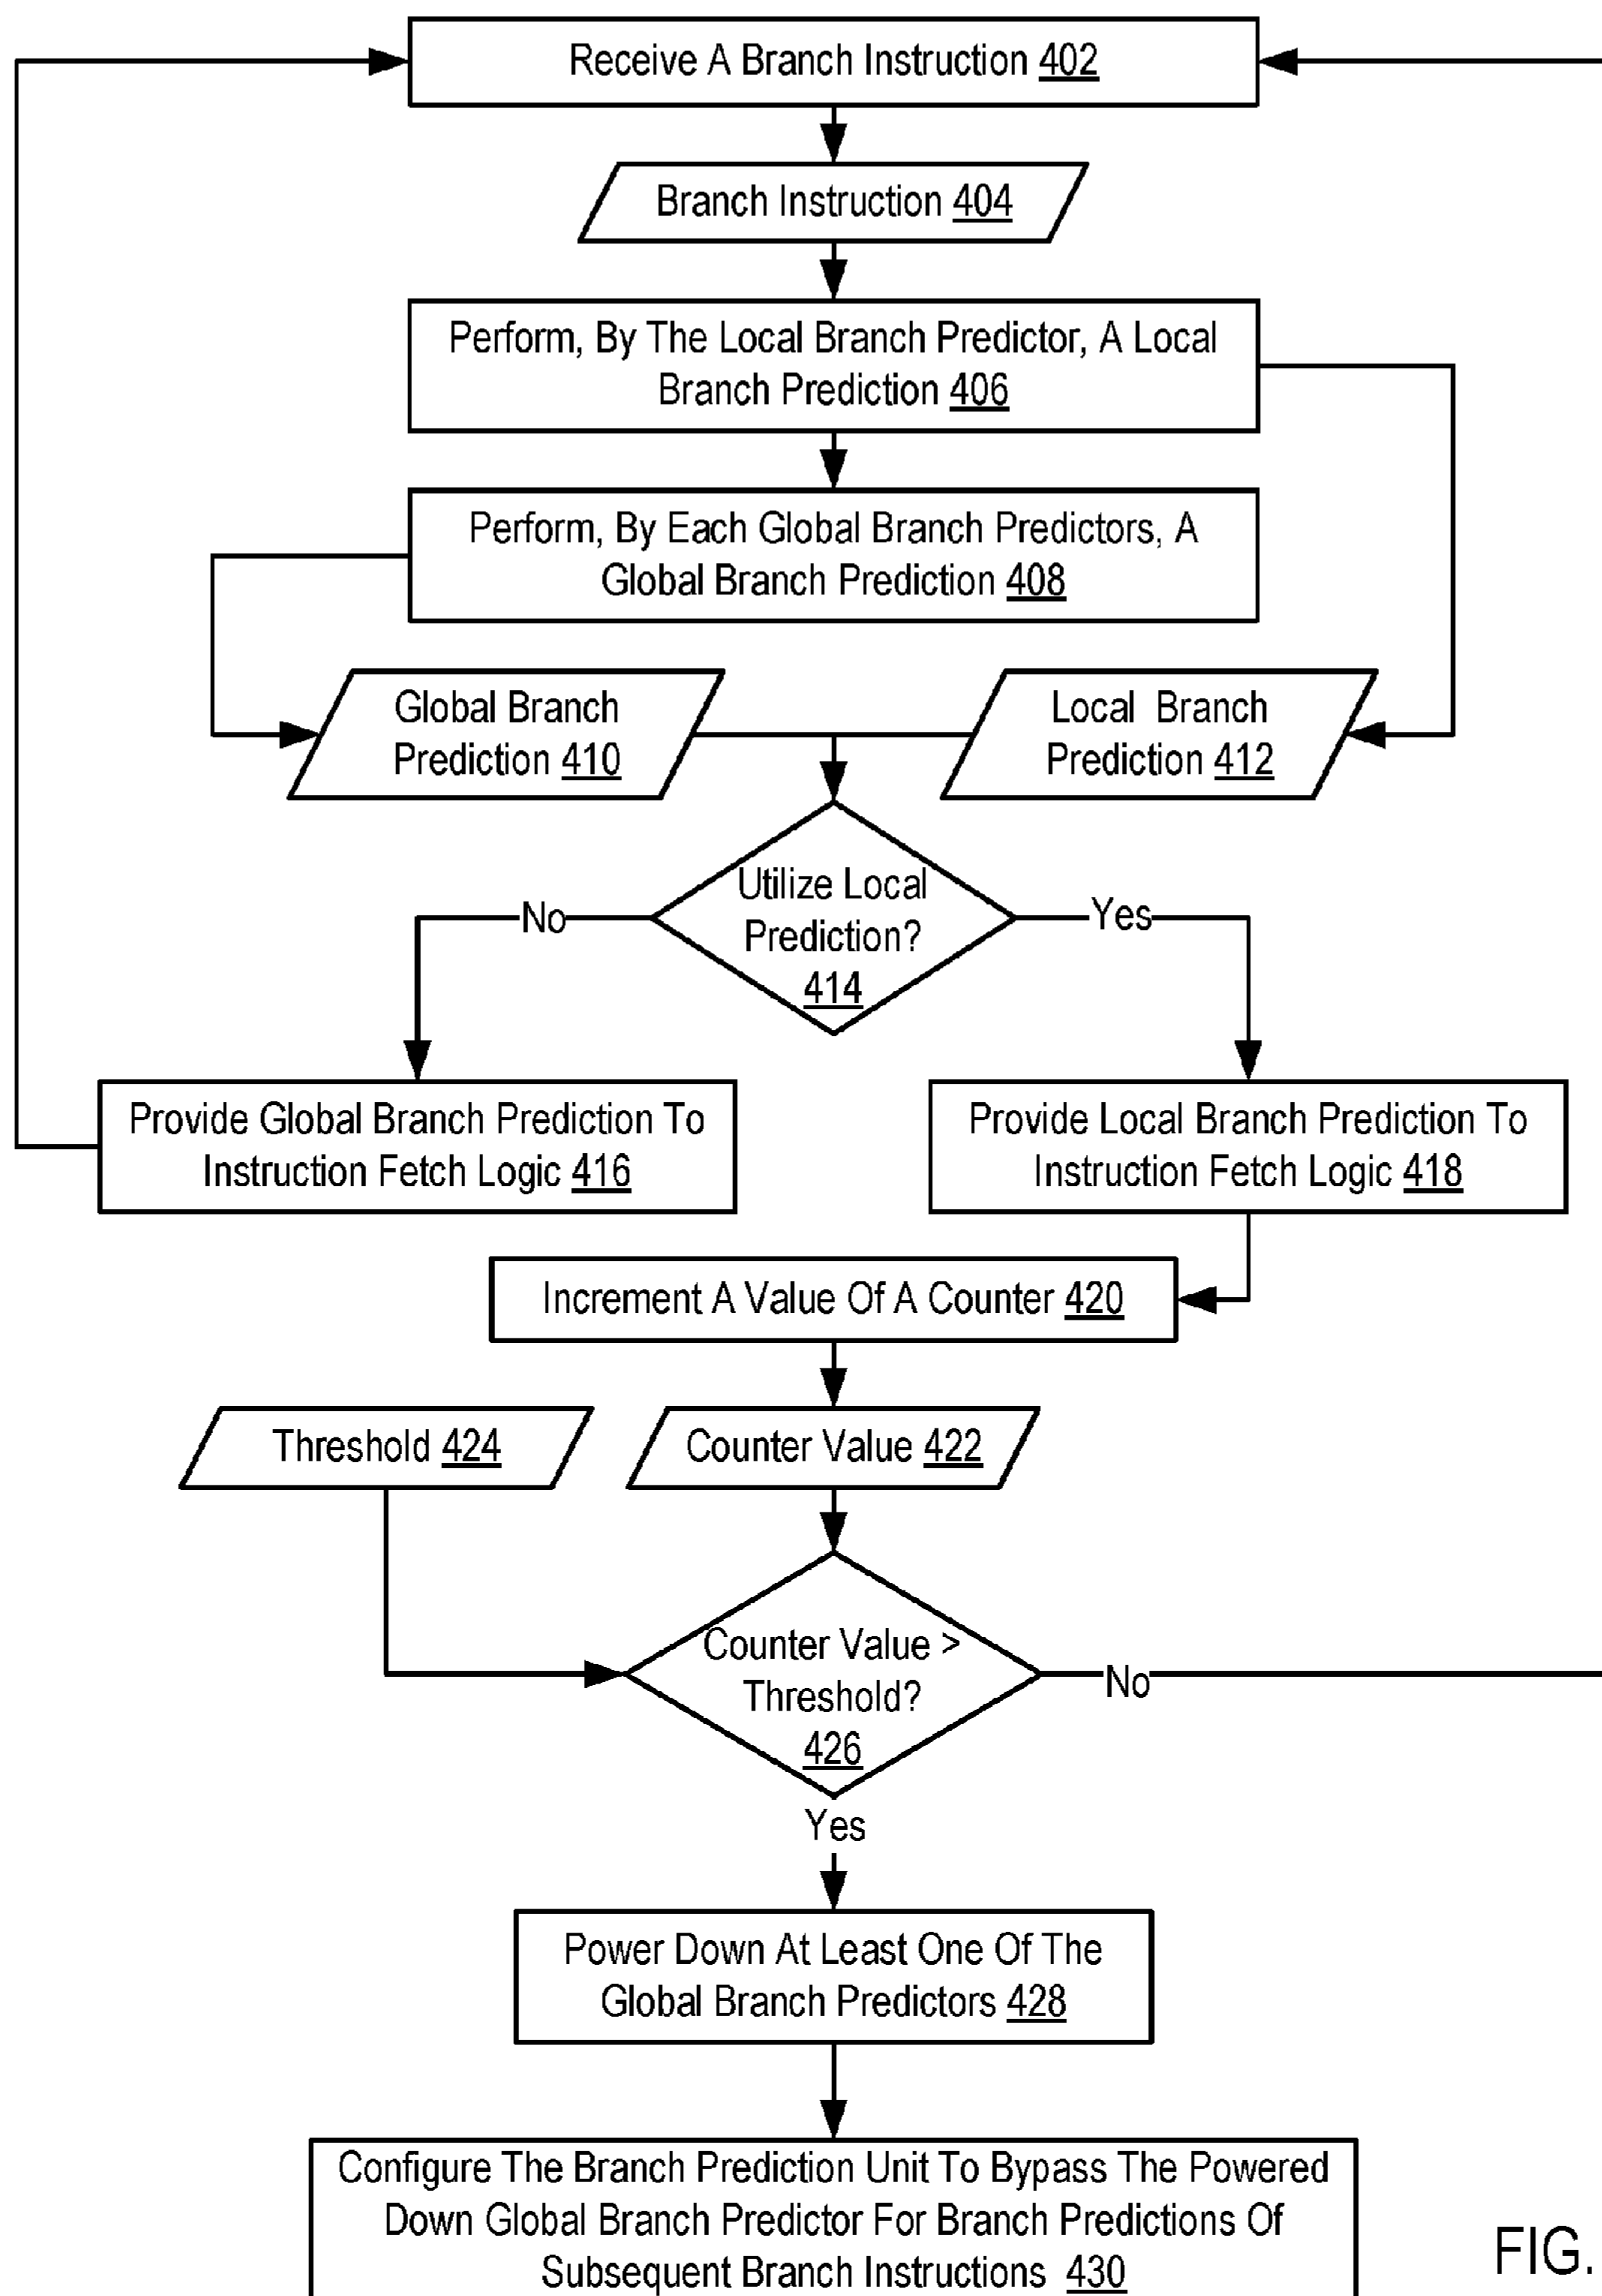 Receive A Branch Instruction 402
Branch Instruction 404
Perform, By The Local Branch Predictor, A Local
Branch Prediction 406
Perform, By Each Global Branch Predictors, A
Global Branch Prediction 408
Global Branch
Prediction 410
Local Branch
Prediction 412
Utilize Local
Prediction?
414
No
Yes
Provide Global Branch Prediction To
Instruction Fetch Logic 416
Provide Local Branch Prediction To
Instruction Fetch Logic 418
Increment A Value Of A Counter 420
Threshold 424
Counter Value 422
Counter Value >
Threshold?
426
No
Yes
Power Down At Least One Of The
Global Branch Predictors 428
Configure The Branch Prediction Unit To Bypass The Powered
Down Global Branch Predictor For Branch Predictions Of
Subsequent Branch Instructions 430
FIG.